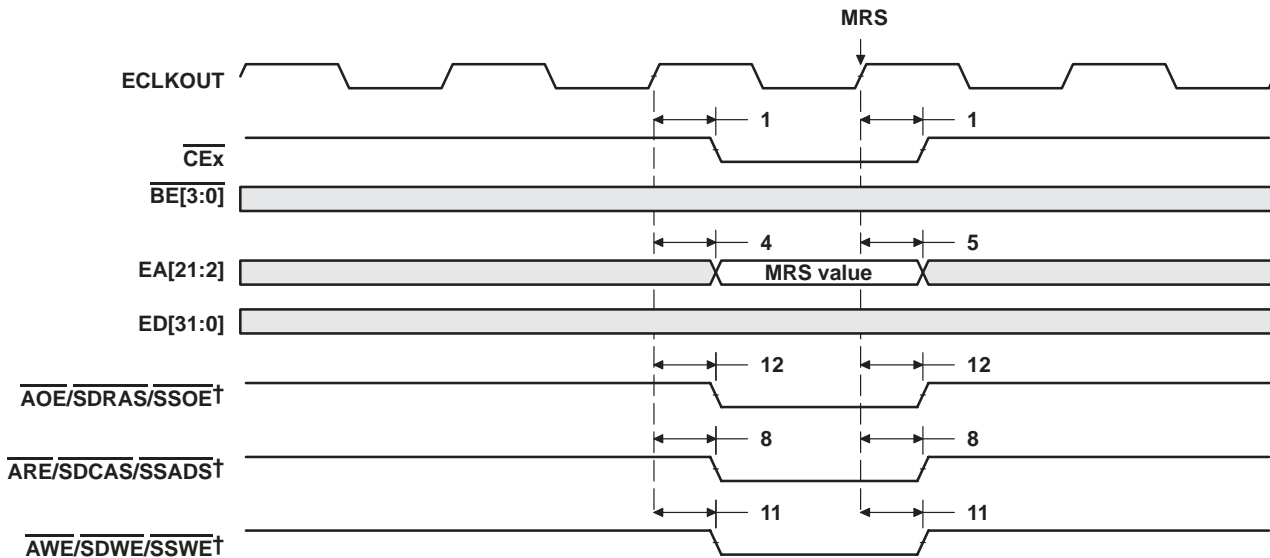 MRS
ECLKOUT
1 1
CEx
BE[3:0]
4 5
EA[21:2] MRS value
ED[31:0]
12 12
AOE/SDRAS/SSOE†
8 8
ARE/SDCAS/SSADS†
11 11
AWE/SDWE/SSWE†